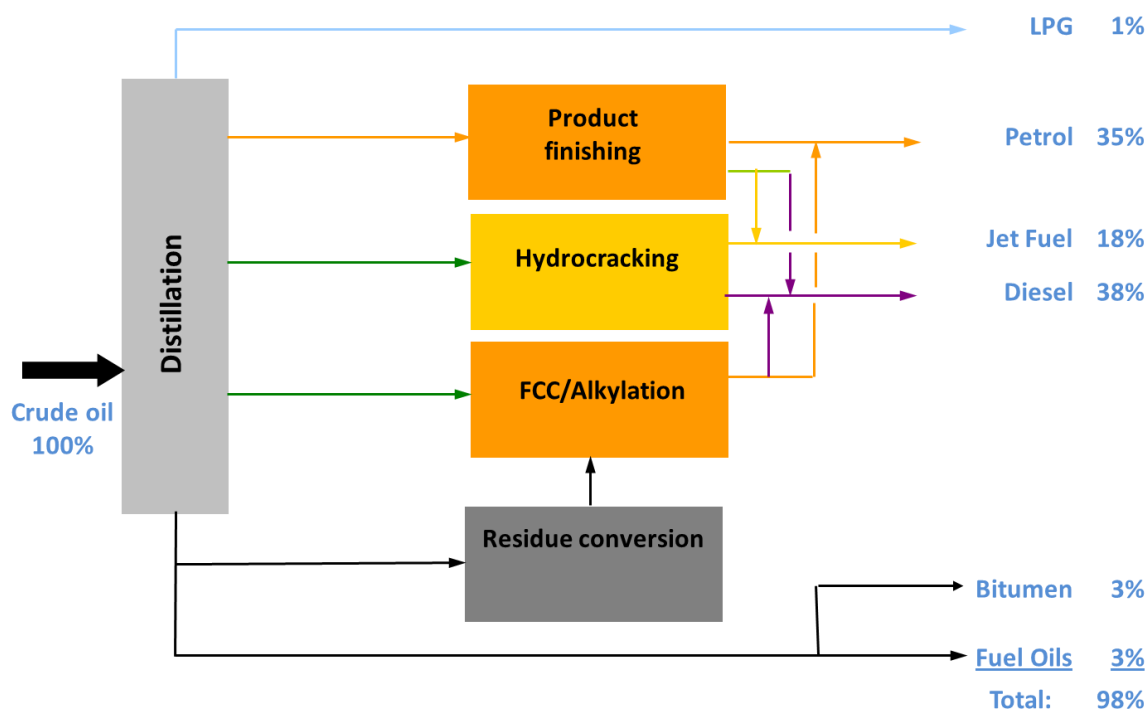 LPG 1%
Product
finishing
Petrol 35%
Distillation
Hydrocracking
Jet Fuel 18%
Diesel 38%
Crude oil
100%
FCC/Alkylation
Residue conversion
Bitumen 3%
Fuel Oils 3%
Total: 98%